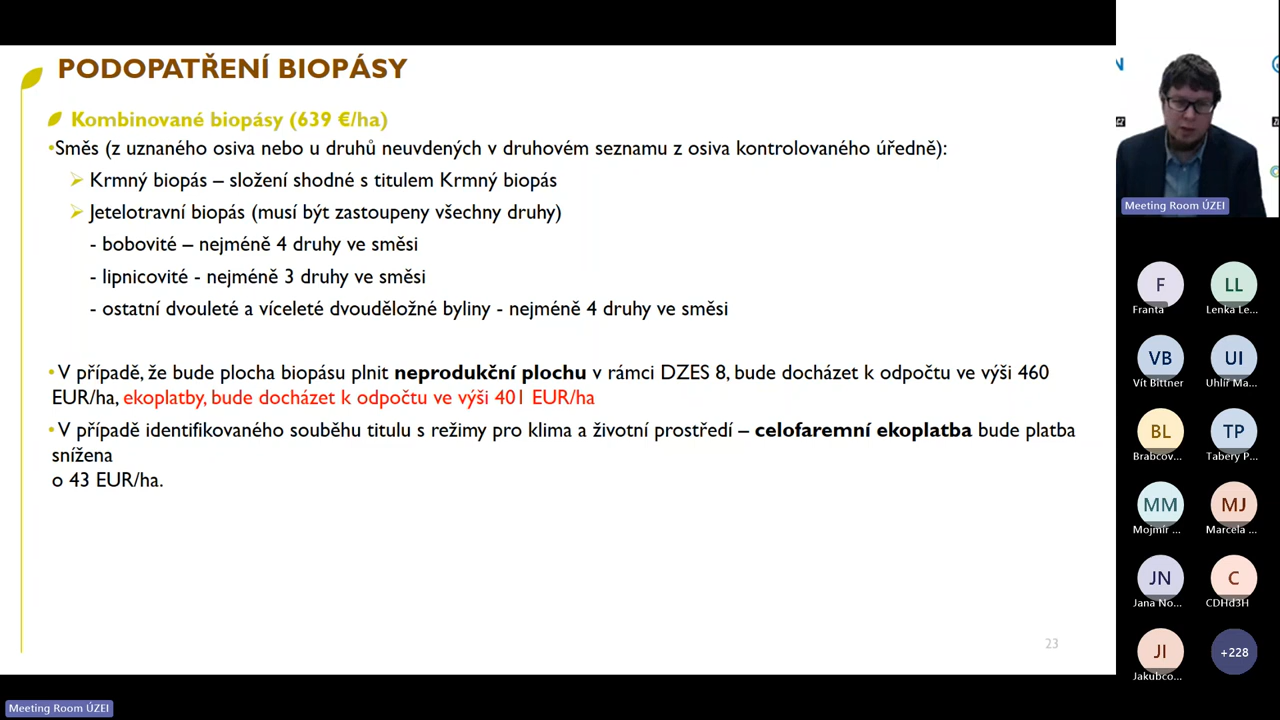 PODOPATŘENÍ BIOPÁSY
Kombinované biopásy (639 €/ha)
•Směs (z uznaného osiva nebo u druhů neuvedených v druhovém seznamu z osiva kontrolovaného úředně):
Krmný biopás – složení shodné s titulem Krmný biopás
Jetelotravní biopás (musí být zastoupeny všechny druhy)
- bobovité – nejméně 4 druhy ve směsi
- lipnicovité - nejméně 3 druhy ve směsi
- ostatní dvouleté a víceleté dvouděložné byliny - nejméně 4 druhy ve směsi
• V případě, že bude plocha biopásu plnit neprodukční plochu v rámci DZES 8, bude docházet k odpočtu ve výši 460
EUR/ha, ekoplatby, bude docházet k odpočtu ve výši 401 EUR/ha
• V případě identifikovaného souběhu titulu s režimy pro klima a životní prostředí – celofaremní ekoplatba bude platba
snížena
o 43 EUR/ha.
23
Meeting Room ÚZEI
N
Meeting Room ÚZEI
F
Franta
LL
Lenka Le...
VB
Vít Bittner
UI
Uhlíř Ma...
BL
Brabcov...
TP
Tabery P...
MM
Mojmír ...
MJ
Marcela ...
JN
Jana No...
C
CDHd3H
JI
Jakubco...
+228